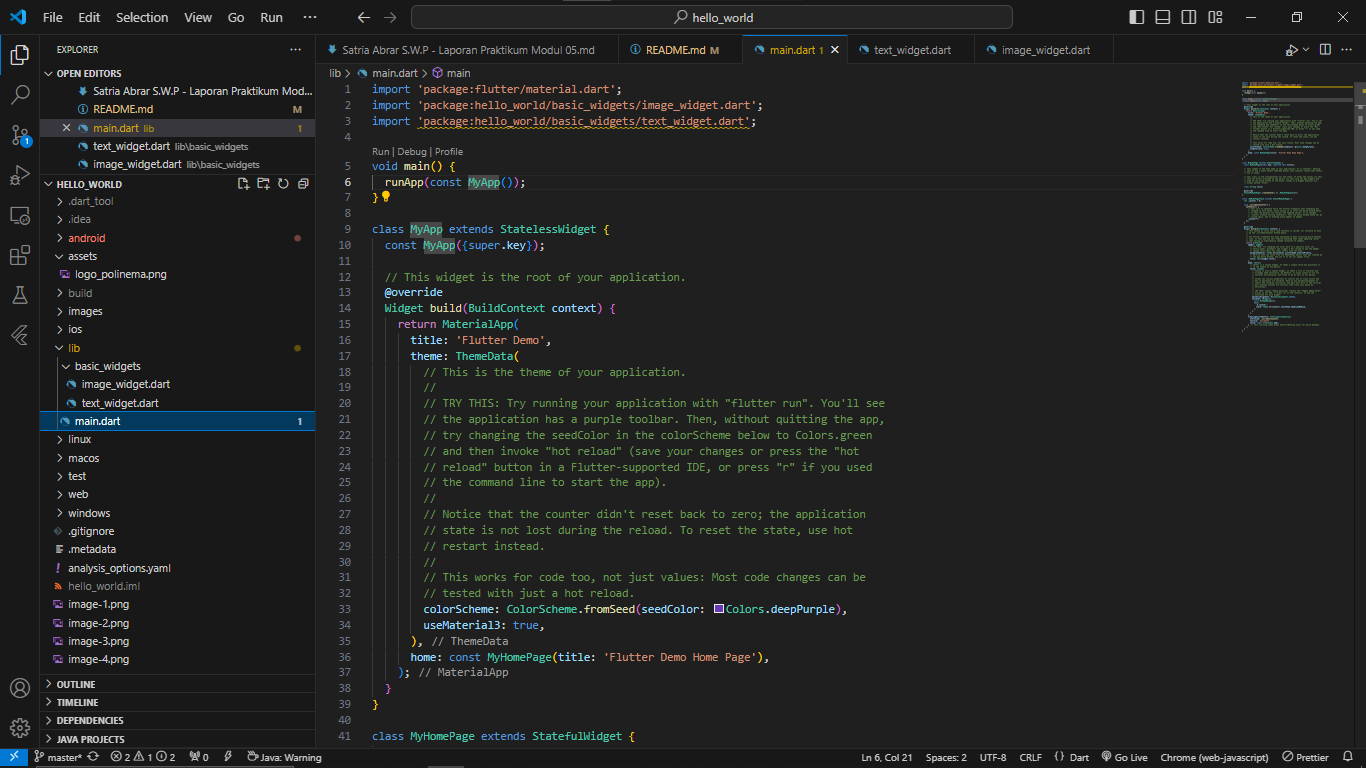 File Edit Selection View Go Run ··· hello_world
EXPLORER
OPEN EDITORS
Satria Abrar S.W.P - Laporan Praktikum Mod...
README.md M
main.dart lib 1
text_widget.dart lib\basic_widgets
image_widget.dart lib\basic_widgets
HELLO_WORLD
.dart_tool
.idea
android
assets
logo_polinema.png
build
images
ios
lib
basic_widgets
image_widget.dart
text_widget.dart
main.dart 1
linux
macos
test
web
windows
.gitignore
.metadata
analysis_options.yaml
hello_world.iml
image-1.png
image-2.png
image-3.png
image-4.png
OUTLINE
TIMELINE
DEPENDENCIES
JAVA PROJECTS
Satria Abrar S.W.P - Laporan Praktikum Modul 05.md README.md M main.dart 1 text_widget.dart image_widget.dart
lib > main.dart > main
1 import 'package:flutter/material.dart';
2 import 'package:hello_world/basic_widgets/image_widget.dart';
3 import 'package:hello_world/basic_widgets/text_widget.dart';
4
Run | Debug | Profile
5 void main() {
6 runApp(const MyApp());
7 }
8
9 class MyApp extends StatelessWidget {
10 const MyApp({super.key});
11
12 // This widget is the root of your application.
13 @override
14 Widget build(BuildContext context) {
15 return MaterialApp(
16 title: 'Flutter Demo',
17 theme: ThemeData(
18 // This is the theme of your application.
19 //
20 // TRY THIS: Try running your application with "flutter run". You'll see
21 // the application has a purple toolbar. Then, without quitting the app,
22 // try changing the seedColor in the colorScheme below to Colors.green
23 // and then invoke "hot reload" (save your changes or press the "hot
24 // reload" button in a Flutter-supported IDE, or press "r" if you used
25 // the command line to start the app).
26 //
27 // Notice that the counter didn't reset back to zero; the application
28 // state is not lost during the reload. To reset the state, use hot
29 // restart instead.
30 //
31 // This works for code too, not just values: Most code changes can be
32 // tested with just a hot reload.
33 colorScheme: ColorScheme.fromSeed(seedColor: Colors.deepPurple),
34 useMaterial3: true,
35 ), // ThemeData
36 home: const MyHomePage(title: 'Flutter Demo Home Page'),
37 ); // MaterialApp
38 }
39 }
40
41 class MyHomePage extends StatefulWidget {
1
master* 2 1 2 0 Java: Warning Ln 6, Col 21 Spaces: 2 UTF-8 CRLF {} Dart Go Live Chrome (web-javascript) Prettier